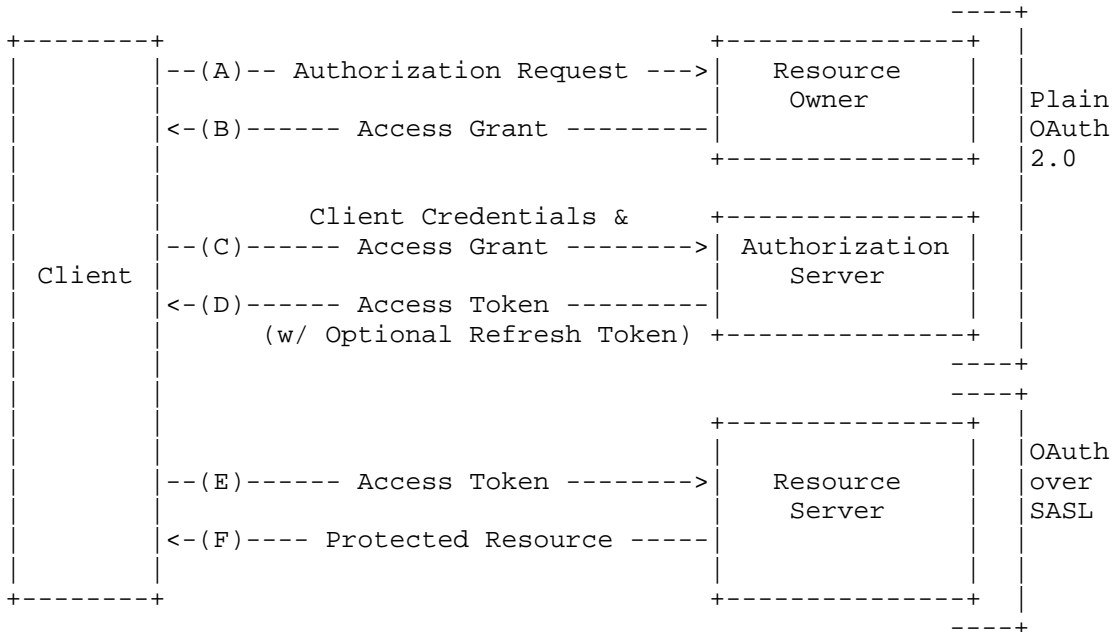 --(A)-- Authorization Request --->| Resource
Owner |Plain
<-(B)------ Access Grant ---------| |OAuth
|2.0
Client Credentials &
--(C)------ Access Grant -------->| Authorization
Client Server
<-(D)------ Access Token ---------|
(w/ Optional Refresh Token)
|OAuth
--(E)------ Access Token -------->| Resource |over
Server |SASL
<-(F)---- Protected Resource -----|